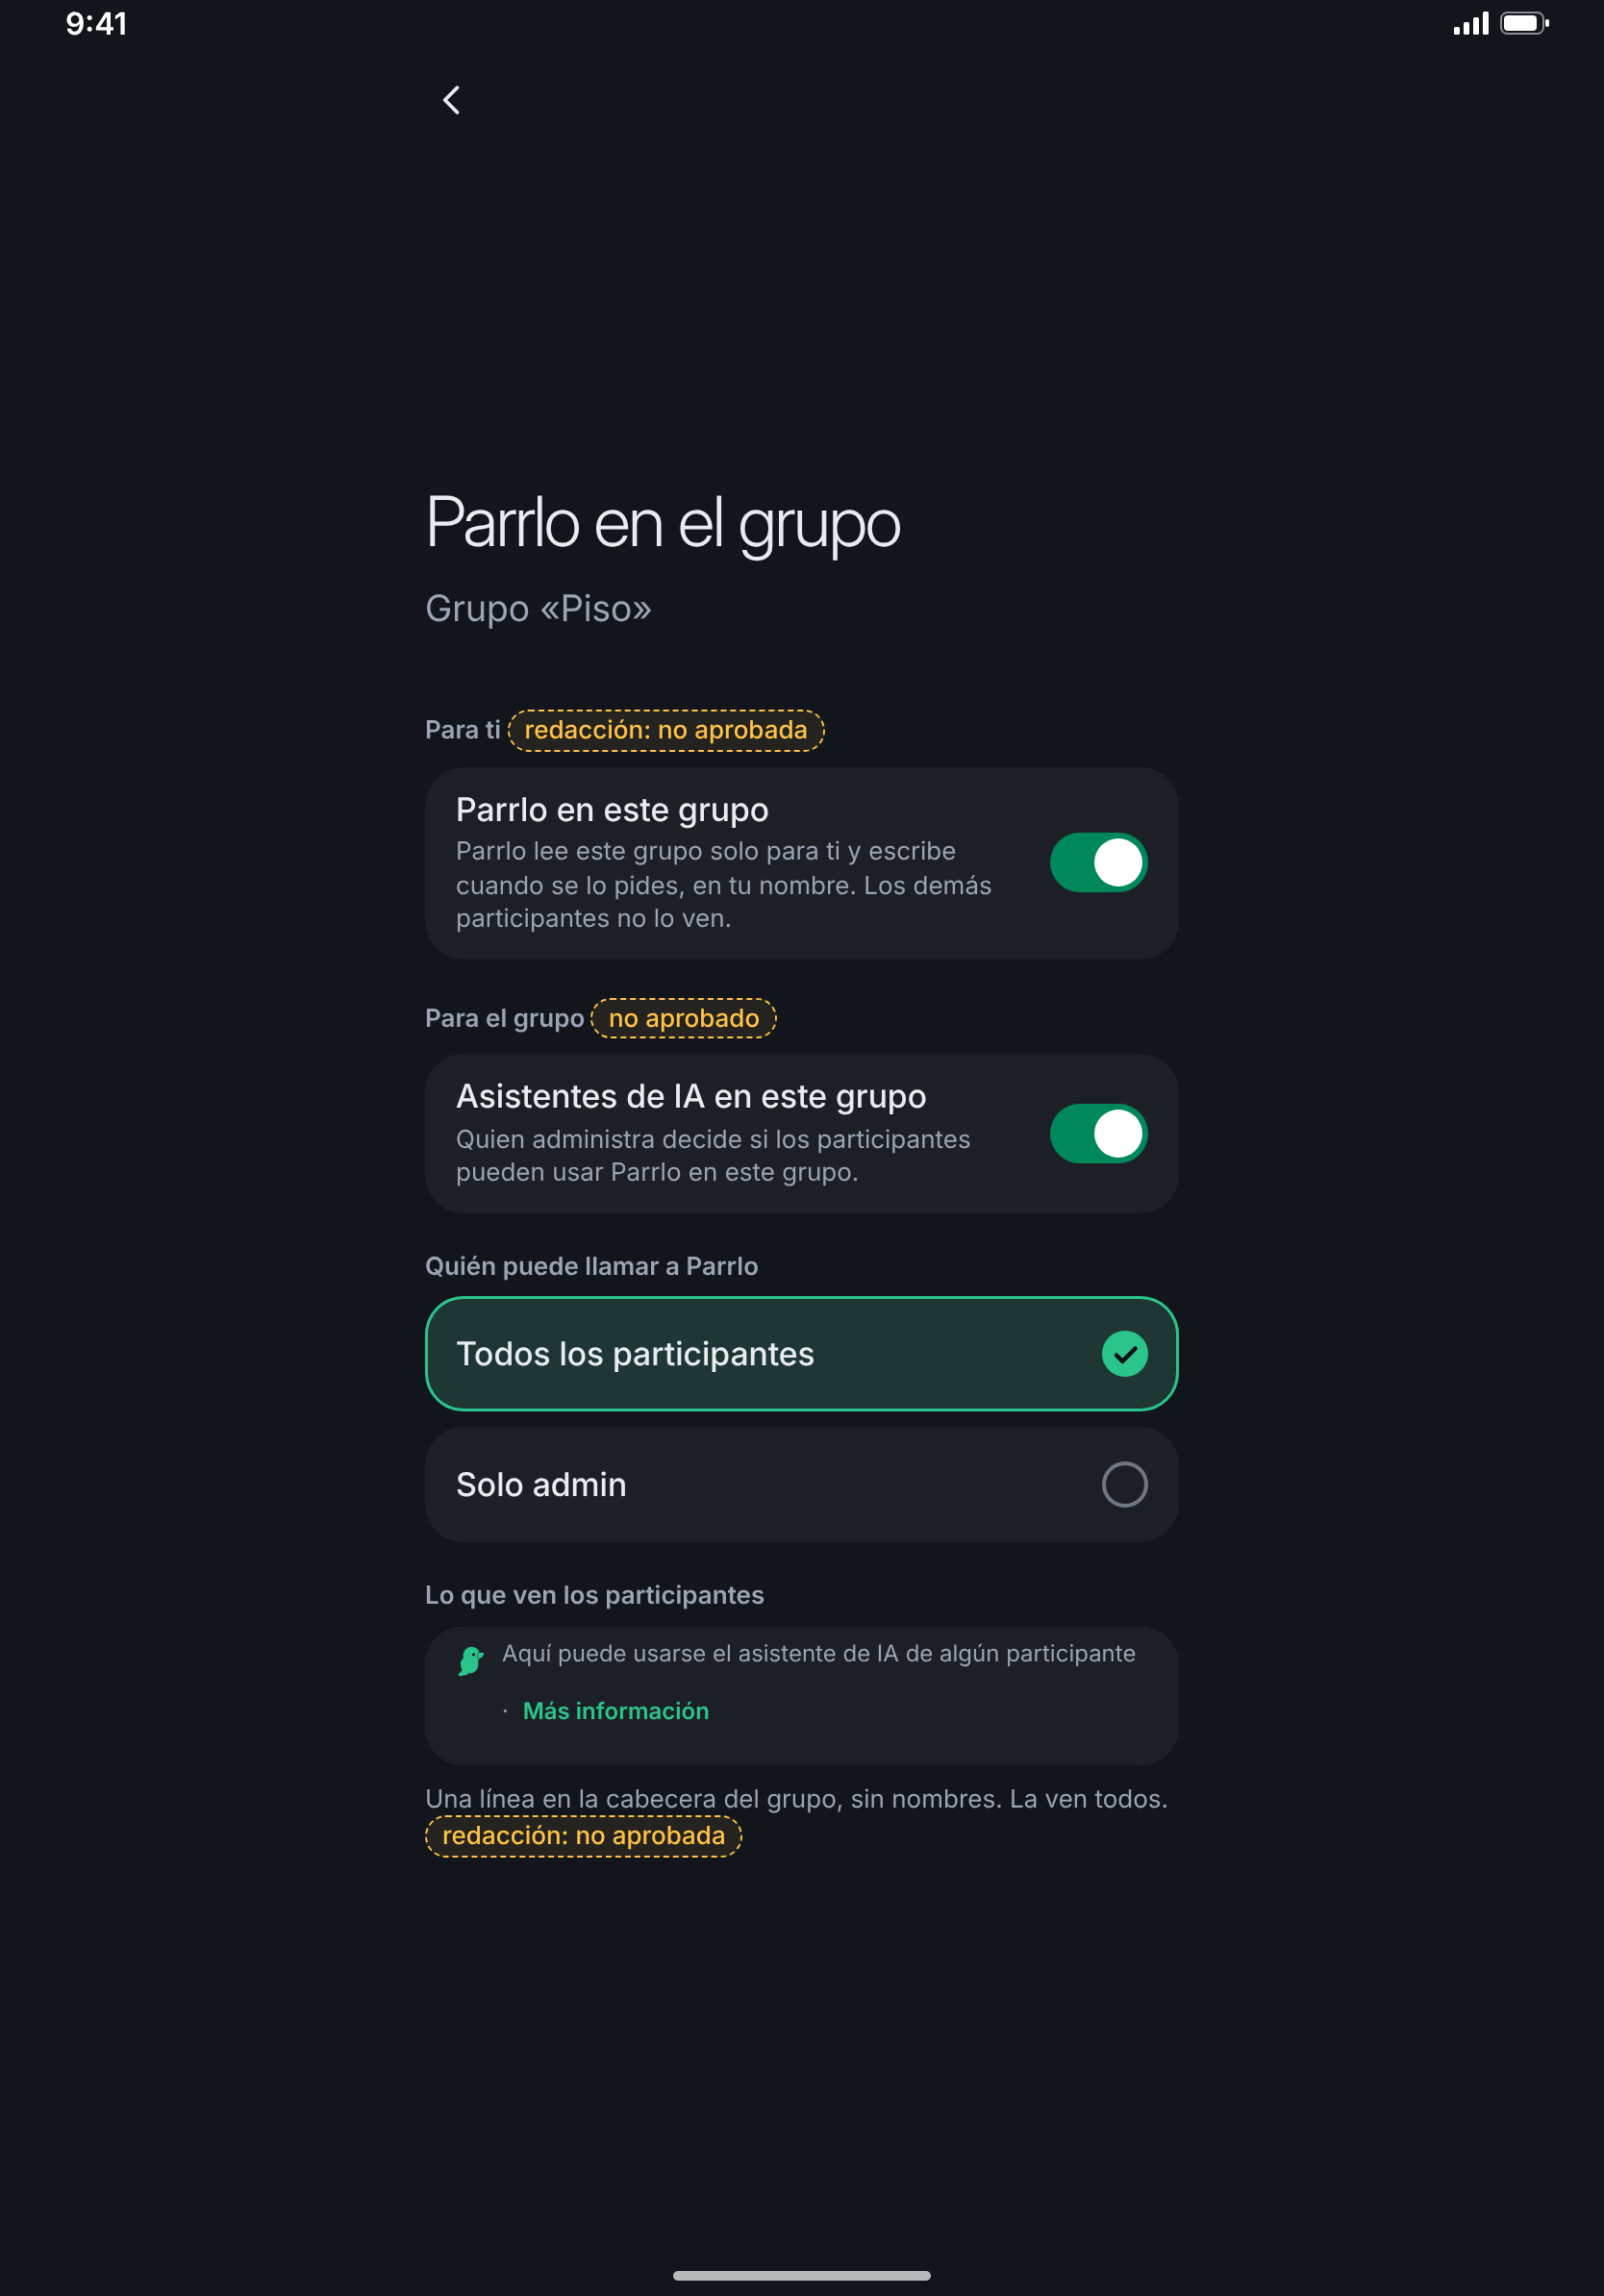 9:41
Parrlo en el grupo
Grupo «Piso»
Para ti redacción: no aprobada
Parrlo en este grupo
Parrlo lee este grupo solo para ti y escribe
cuando se lo pides, en tu nombre. Los demás
participantes no lo ven.
Para el grupo no aprobado
Asistentes de IA en este grupo
Quien administra decide si los participantes
pueden usar Parrlo en este grupo.
Quién puede llamar a Parrlo
Todos los participantes
Solo admin
Lo que ven los participantes
Aquí puede usarse el asistente de IA de algún participante
· Más información
Una línea en la cabecera del grupo, sin nombres. La ven todos.
redacción: no aprobada